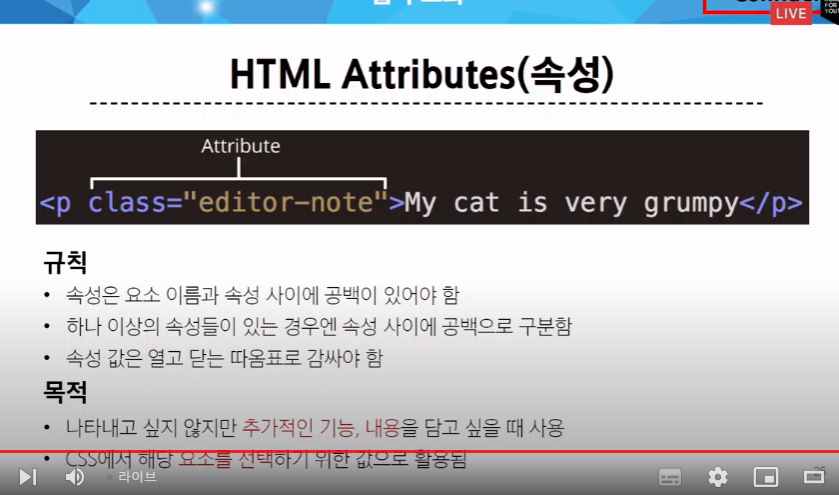 LIVE
FOR
YOU
HTML Attributes(속성)
Attribute
<p class="editor-note">My cat is very grumpy</p>
규칙
• 속성은 요소 이름과 속성 사이에 공백이 있어야 함
• 하나 이상의 속성들이 있는 경우엔 속성 사이에 공백으로 구분함
• 속성 값은 열고 닫는 따옴표로 감싸야 함
목적
• 나타내고 싶지 않지만 추가적인 기능, 내용을 담고 싶을 때 사용
• CSS에서 해당 요소를 선택하기 위한 값으로 활용됨
라이브
25